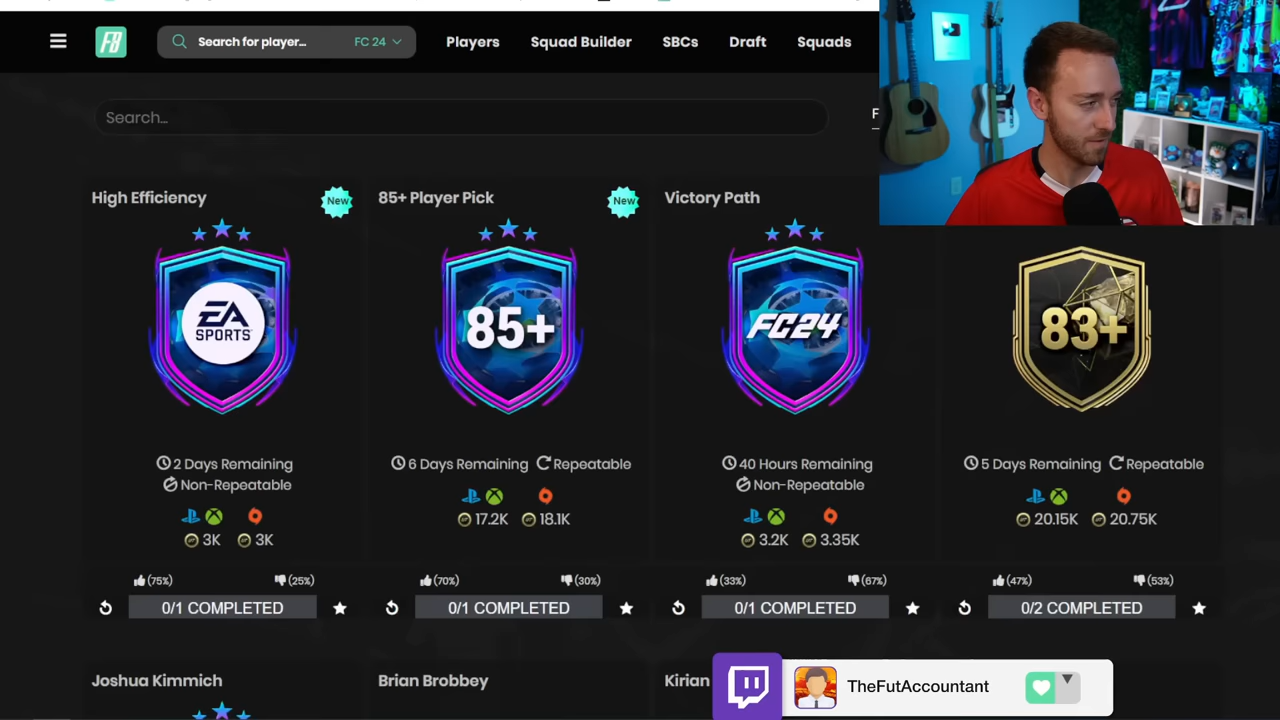 FB
Search for player...
FC 24
Players
Squad Builder
SBCs
Draft
Squads
Search...
F
High Efficiency
New
EA
SPORTS
2 Days Remaining
Non-Repeatable
3K
3K
(75%)
(25%)
0/1 COMPLETED
85+ Player Pick
New
85+
6 Days Remaining
Repeatable
17.2K
18.1K
(70%)
(30%)
0/1 COMPLETED
Victory Path
FC24
40 Hours Remaining
Non-Repeatable
3.2K
3.35K
(33%)
(67%)
0/1 COMPLETED
83+
5 Days Remaining
Repeatable
20.15K
20.75K
(47%)
(53%)
0/2 COMPLETED
Joshua Kimmich
Brian Brobbey
Kirian
TheFutAccountant